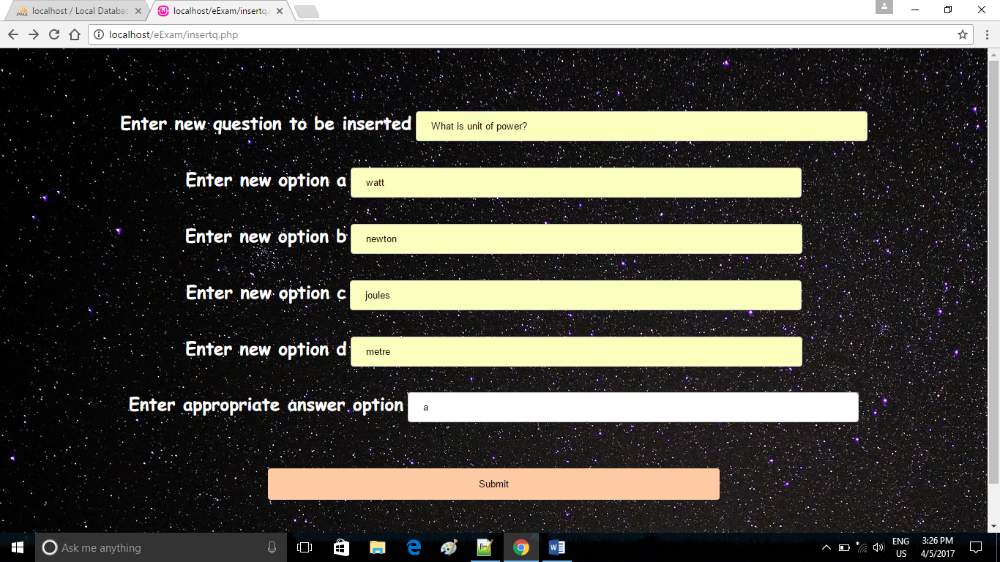 localhost / Local Databas
localhost/eExam/insertq.p
localhost/eExam/insertq.php
Enter new question to be inserted What is unit of power?
Enter new option a watt
Enter new option b newton
Enter new option c joules
Enter new option d metre
Enter appropriate answer option a
Submit
Ask me anything
ENG 3:26 PM
US 4/5/2017